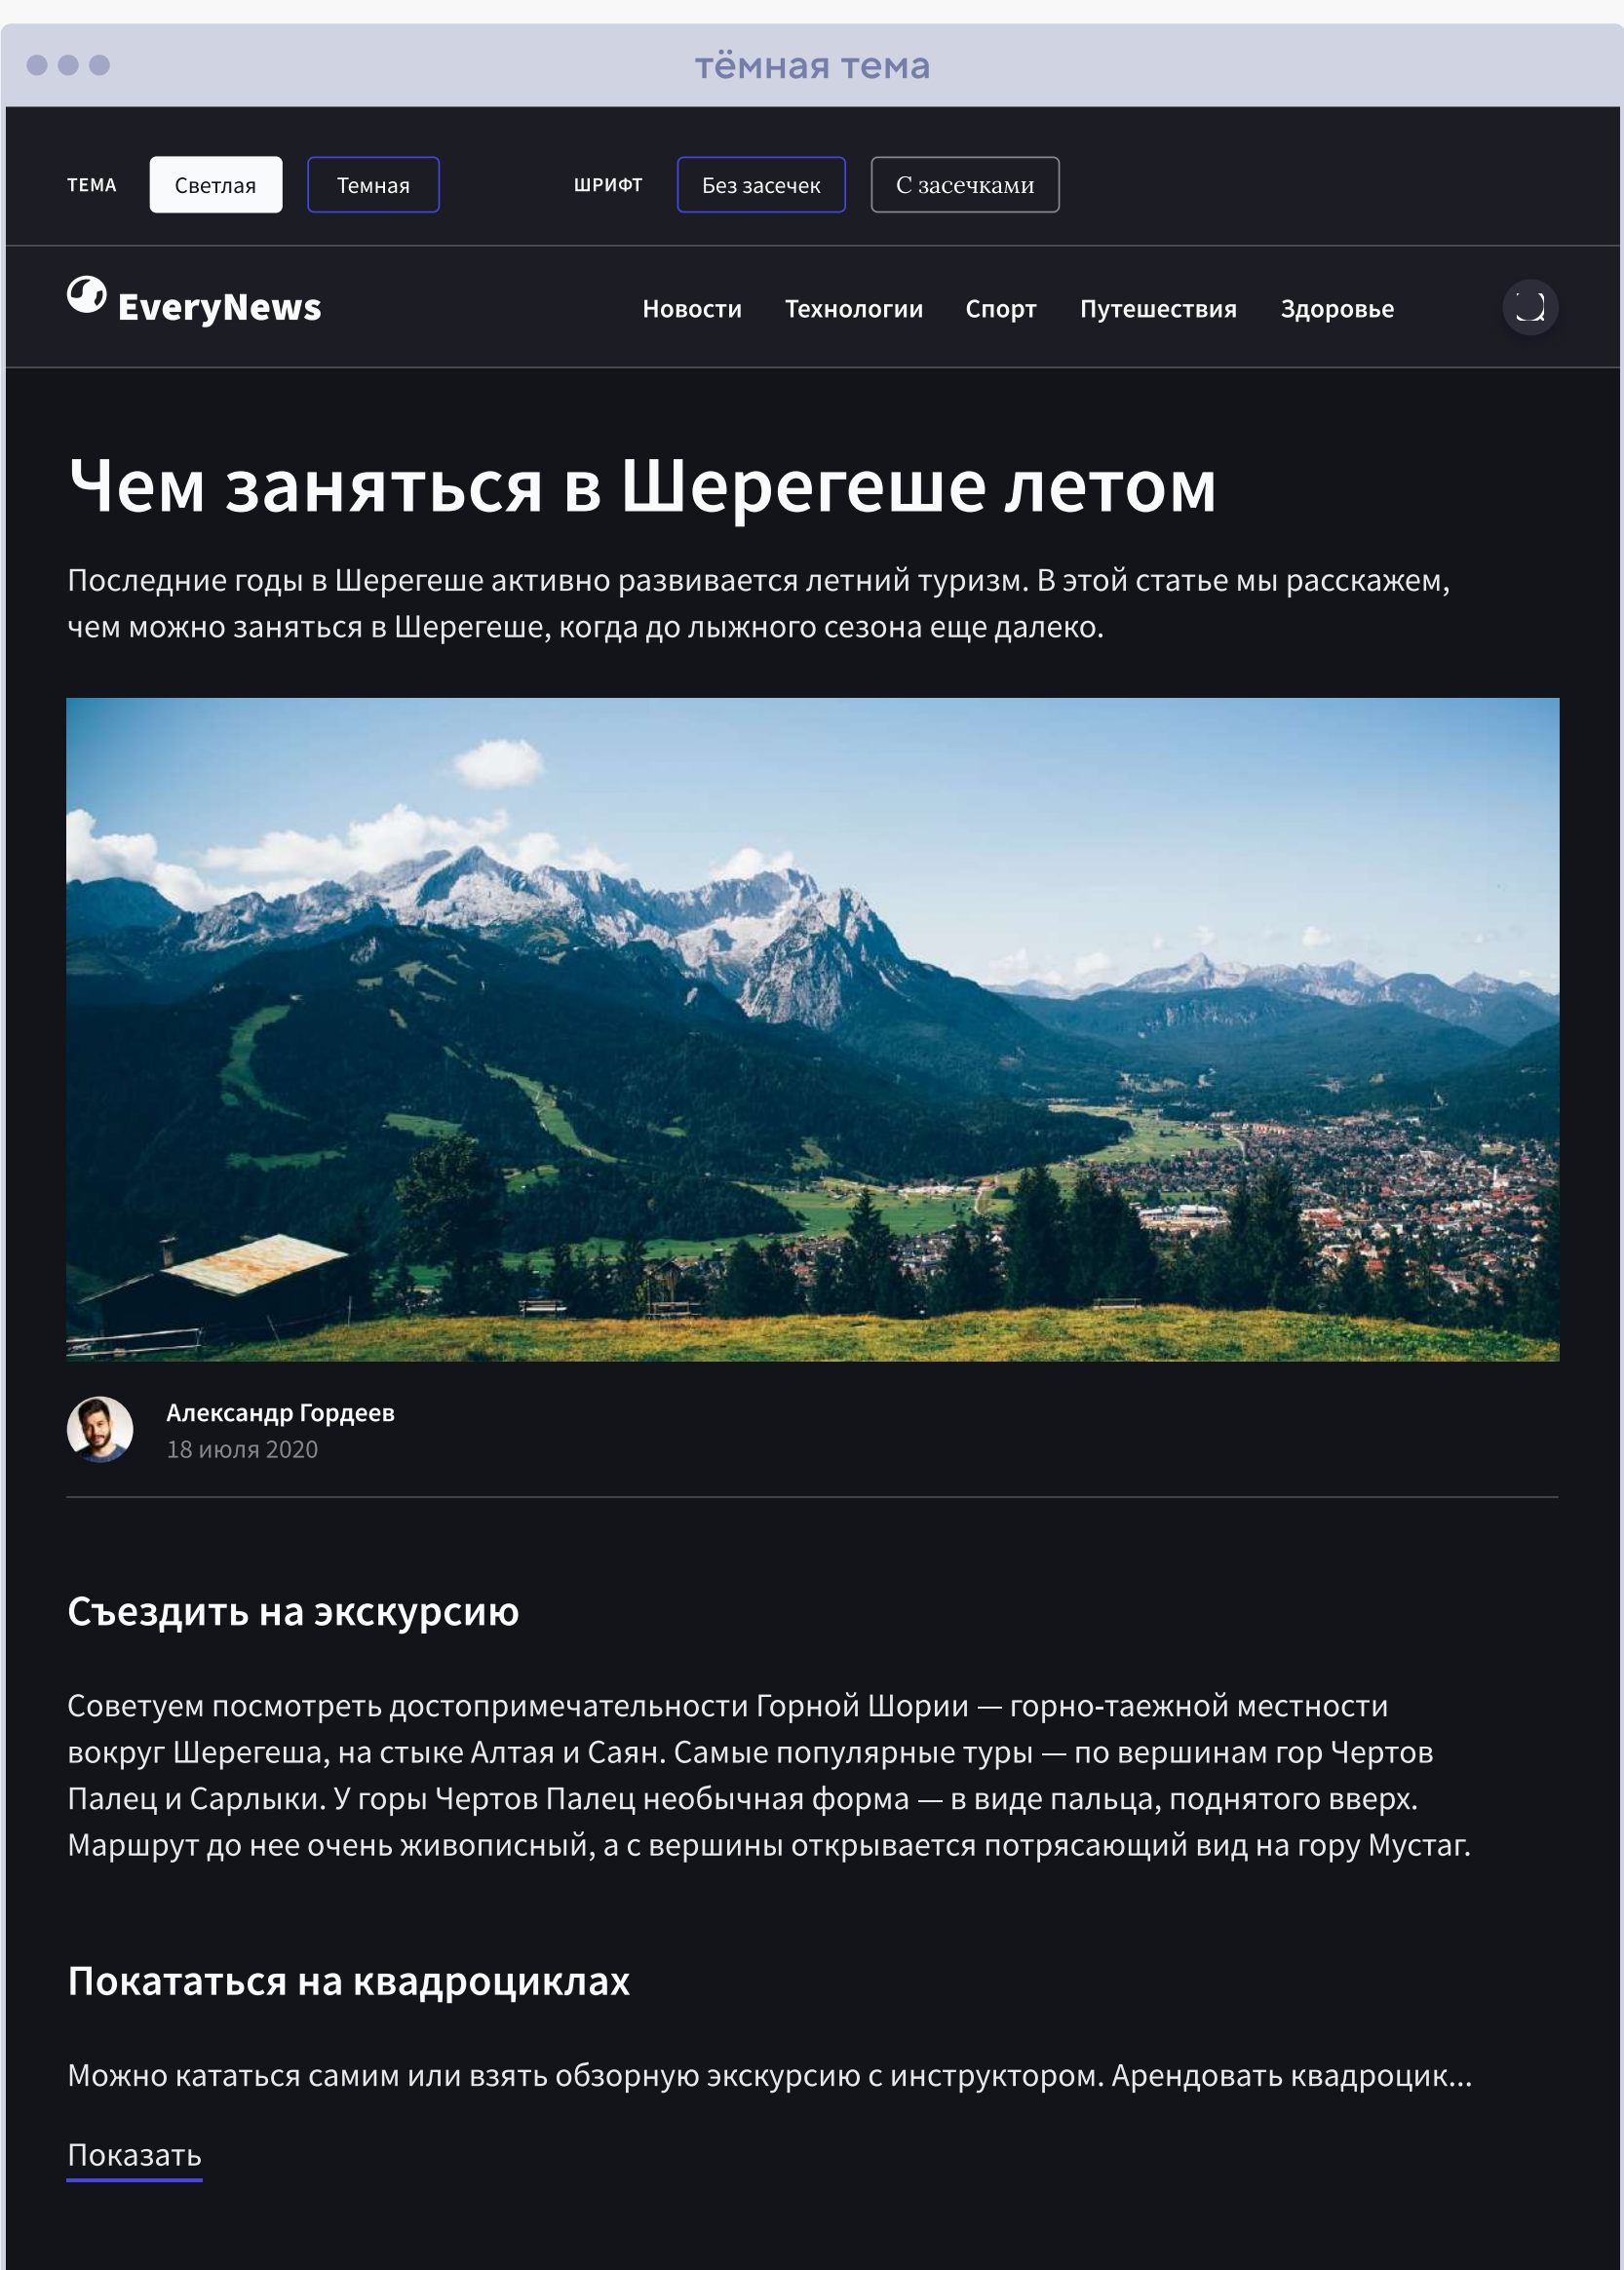 тёмная тема
ТЕМА Светлая Темная ШРИФТ Без засечек С засечками
EveryNews Новости Технологии Спорт Путешествия Здоровье
Чем заняться в Шерегеше летом
Последние годы в Шерегеше активно развивается летний туризм. В этой статье мы расскажем,
чем можно заняться в Шерегеше, когда до лыжного сезона еще далеко.
Александр Гордеев
18 июля 2020
Съездить на экскурсию
Советуем посмотреть достопримечательности Горной Шории — горно-таежной местности
вокруг Шерегеша, на стыке Алтая и Саян. Самые популярные туры — по вершинам гор Чертов
Палец и Сарлыки. У горы Чертов Палец необычная форма — в виде пальца, поднятого вверх.
Маршрут до нее очень живописный, а с вершины открывается потрясающий вид на гору Мустаг.
Покататься на квадроциклах
Можно кататься самим или взять обзорную экскурсию с инструктором. Арендовать квадроцик...
Показать